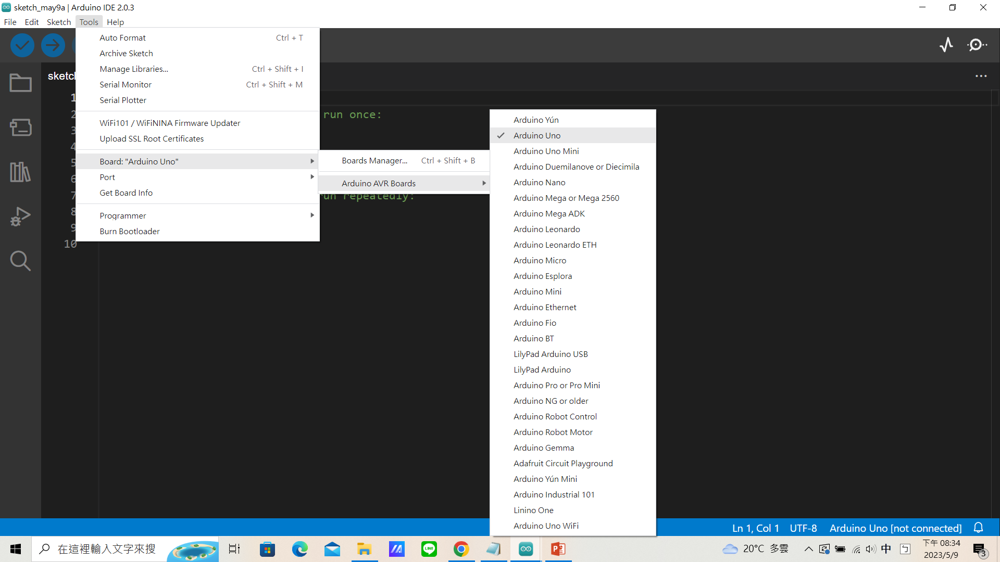 sketch_may9a | Arduino IDE 2.0.3
File Edit Sketch Tools Help
Auto Format Ctrl + T
Archive Sketch
Manage Libraries... Ctrl + Shift + I
Serial Monitor Ctrl + Shift + M
Serial Plotter
WiFi101 / WiFiNINA Firmware Updater
Upload SSL Root Certificates
Board: "Arduino Uno"
Port
Get Board Info
Programmer
Burn Bootloader
Boards Manager... Ctrl + Shift + B
Arduino AVR Boards
Arduino Yún
Arduino Uno
Arduino Uno Mini
Arduino Duemilanove or Diecimila
Arduino Nano
Arduino Mega or Mega 2560
Arduino Mega ADK
Arduino Leonardo
Arduino Leonardo ETH
Arduino Micro
Arduino Esplora
Arduino Mini
Arduino Ethernet
Arduino Fio
Arduino BT
LilyPad Arduino USB
LilyPad Arduino
Arduino Pro or Pro Mini
Arduino NG or older
Arduino Robot Control
Arduino Robot Motor
Arduino Gemma
Adafruit Circuit Playground
Arduino Yún Mini
Arduino Industrial 101
Linino One
Arduino Uno WiFi
sketch
1
2 run once:
3
4
5
6
7 run repeatedly:
8
9
10
Ln 1, Col 1 UTF-8 Arduino Uno [not connected]
在這裡輸入文字來搜
LINE
20°C 多雲
中
ㄅ
下午 08:34
2023/5/9
3